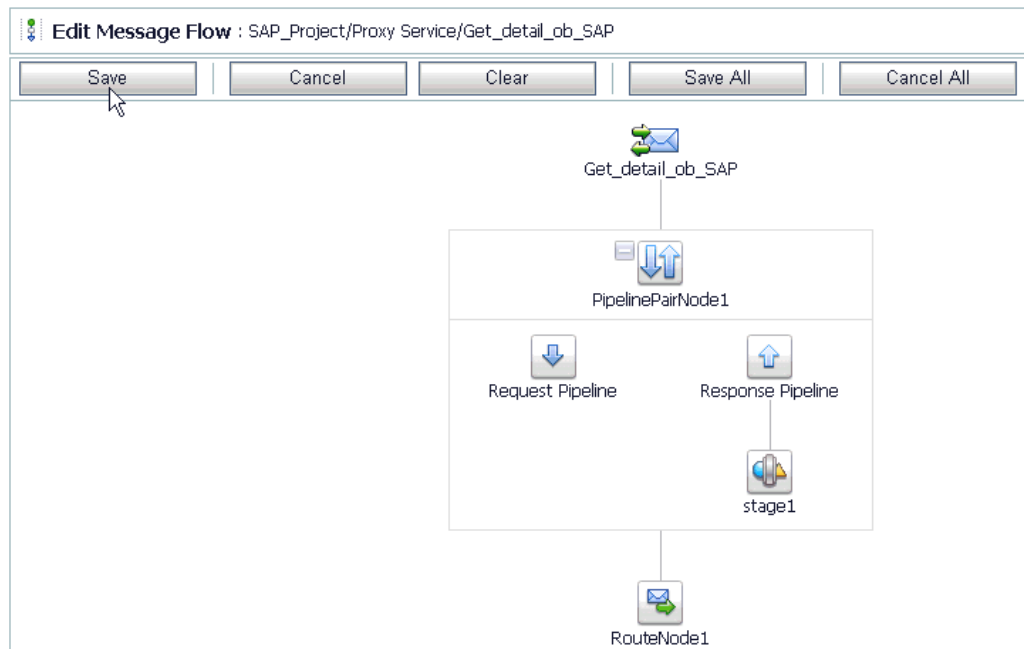 Edit Message Flow : SAP_Project/Proxy Service/Get_detail_ob_SAP
Save Cancel Clear Save All Cancel All
Get_detail_ob_SAP
PipelinePairNode1
Request Pipeline Response Pipeline
stage1
RouteNode1